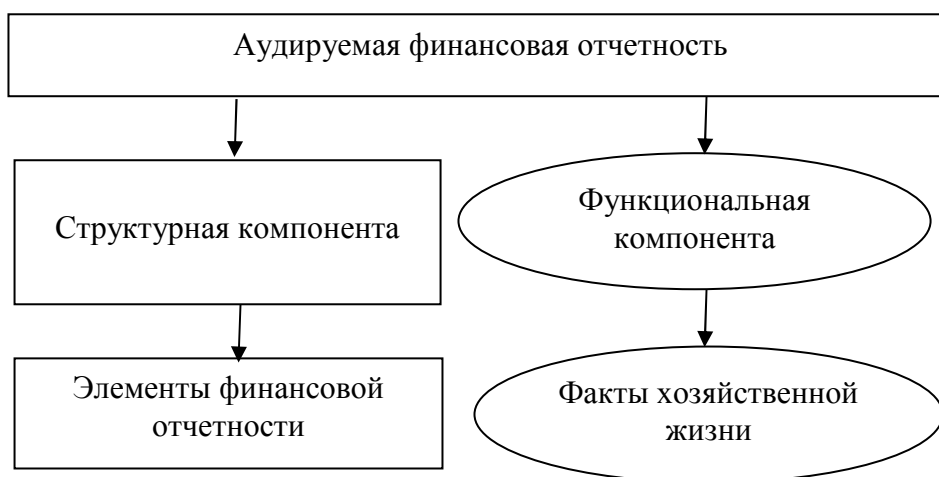 Аудируемая финансовая отчетность
Структурная компонента
Функциональная
компонента
Элементы финансовой
отчетности
Факты хозяйственной
жизни